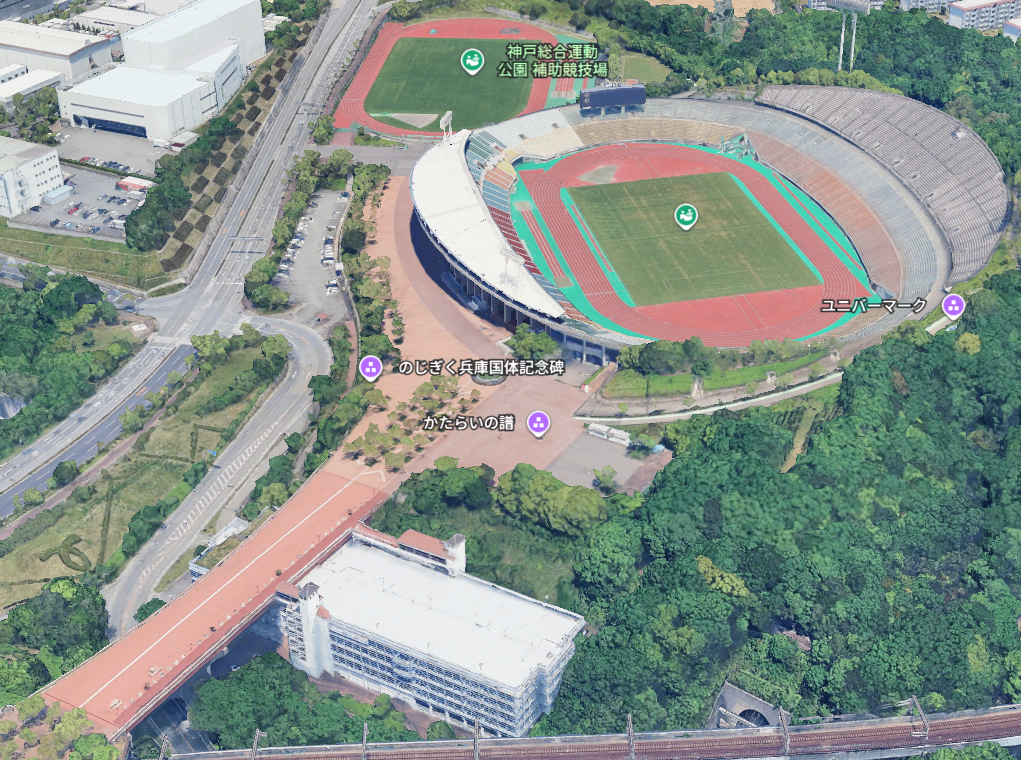 神戸総合運動
公園 補助競技場
ユニバーマーク
のじぎく兵庫国体記念碑
かたらいの譜